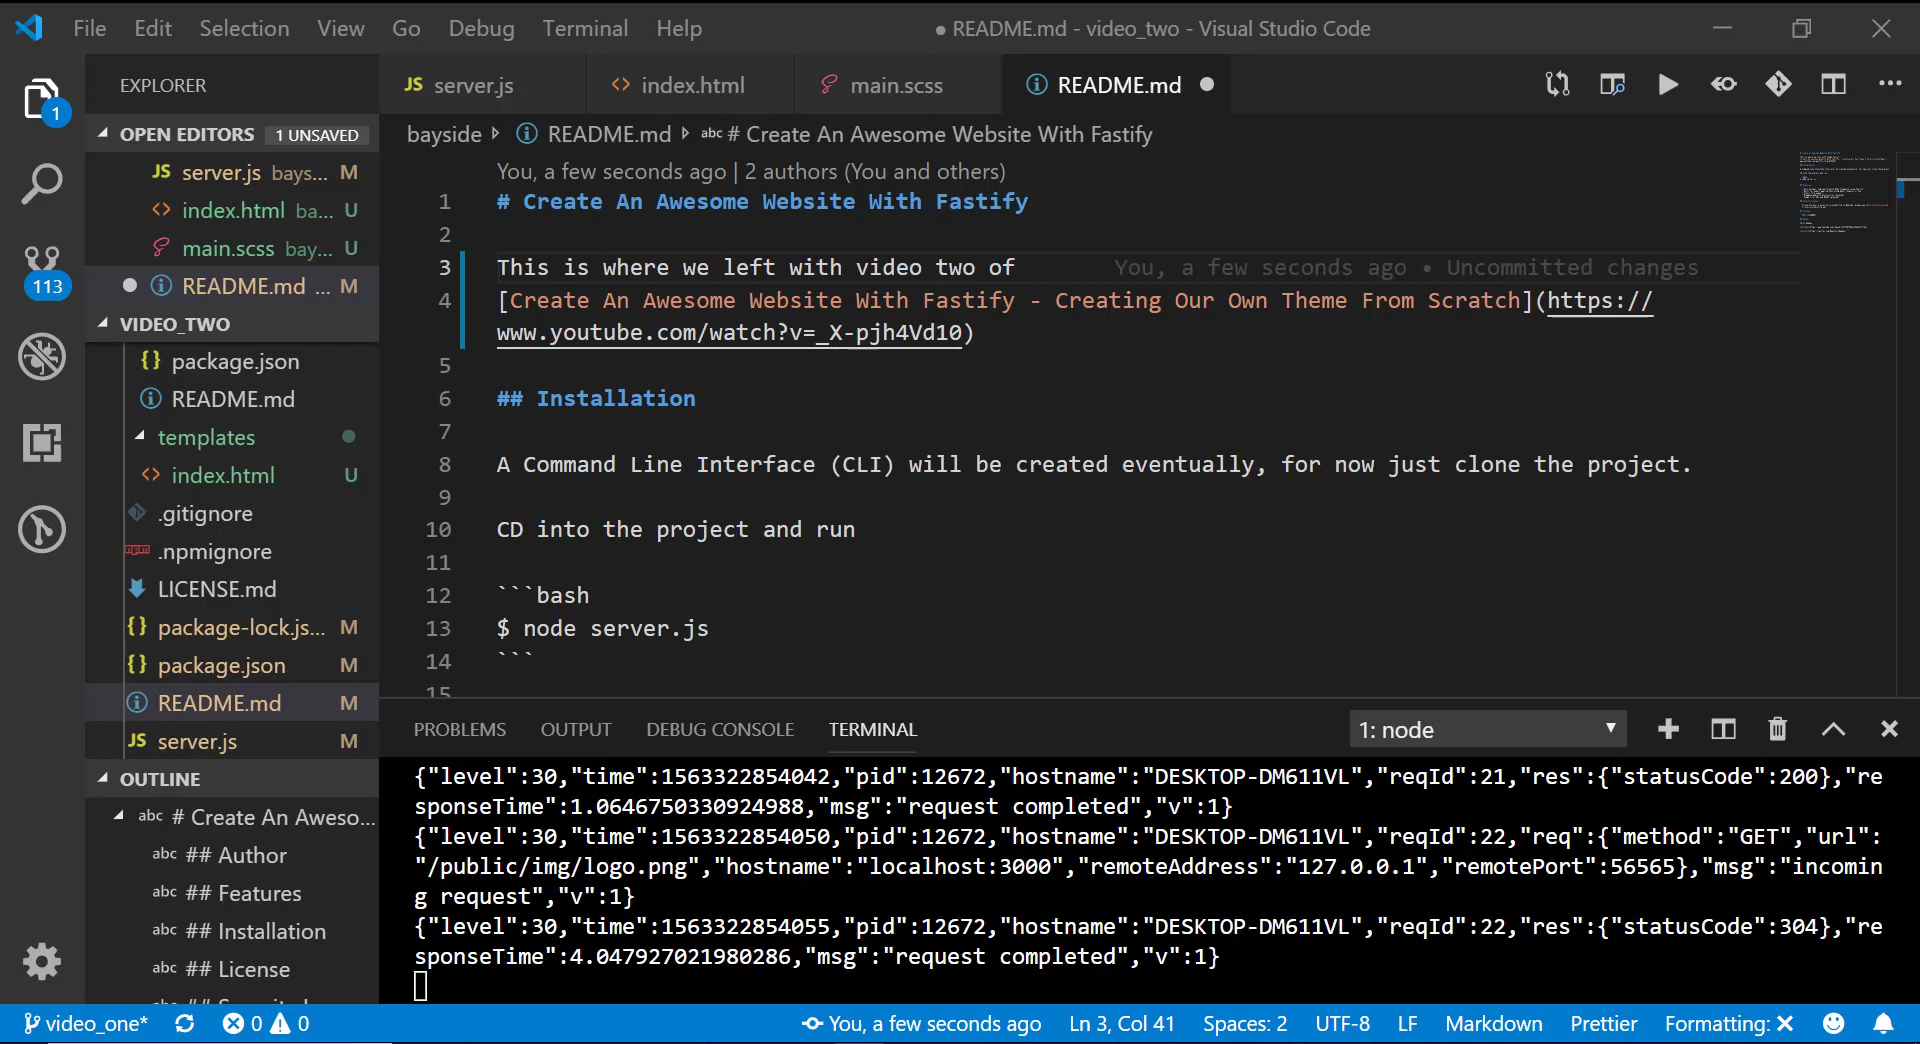 File Edit Selection View Go Debug Terminal Help
● README.md - video_two - Visual Studio Code
EXPLORER
1
OPEN EDITORS 1 UNSAVED
JS server.js bays... M
<> index.html ba... U
main.scss bay... U
README.md ... M
113
VIDEO_TWO
{} package.json
README.md
templates
<> index.html U
.gitignore
npm .npmignore
LICENSE.md
{} package-lock.js... M
{} package.json M
README.md M
JS server.js M
OUTLINE
abc # Create An Aweso...
abc ## Author
abc ## Features
abc ## Installation
abc ## License
JS server.js <> index.html main.scss README.md
bayside README.md abc # Create An Awesome Website With Fastify
You, a few seconds ago | 2 authors (You and others)
1 # Create An Awesome Website With Fastify
2
3 This is where we left with video two of You, a few seconds ago • Uncommitted changes
4 [Create An Awesome Website With Fastify - Creating Our Own Theme From Scratch](https://
www.youtube.com/watch?v=_X-pjh4Vd10)
5
6 ## Installation
7
8 A Command Line Interface (CLI) will be created eventually, for now just clone the project.
9
10 CD into the project and run
11
12 ```bash
13 $ node server.js
14 ```
15
PROBLEMS OUTPUT DEBUG CONSOLE TERMINAL 1: node
{"level":30,"time":1563322854042,"pid":12672,"hostname":"DESKTOP-DM611VL","reqId":21,"res":{"statusCode":200},"re
sponseTime":1.0646750330924988,"msg":"request completed","v":1}
{"level":30,"time":1563322854050,"pid":12672,"hostname":"DESKTOP-DM611VL","reqId":22,"req":{"method":"GET","url":
"/public/img/logo.png","hostname":"localhost:3000","remoteAddress":"127.0.0.1","remotePort":56565},"msg":"incomin
g request","v":1}
{"level":30,"time":1563322854055,"pid":12672,"hostname":"DESKTOP-DM611VL","reqId":22,"res":{"statusCode":304},"re
sponseTime":4.047927021980286,"msg":"request completed","v":1}
video_one* 0 0 You, a few seconds ago Ln 3, Col 41 Spaces: 2 UTF-8 LF Markdown Prettier Formatting: ✕